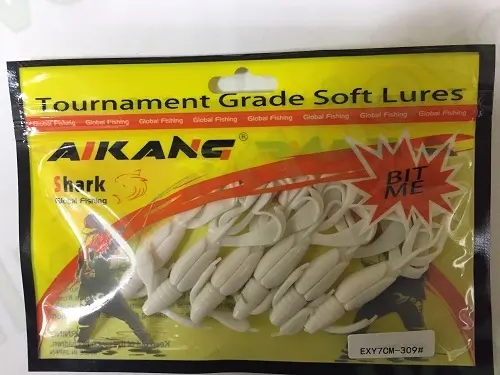 Tournament Grade Soft Lures
Global Fishing Global Fishing Global Fishing Global Fishing Global Fishing Global Fishing
AIKANG®
Shark
Global Fishing
BIT
ME
EXY7CM-309#